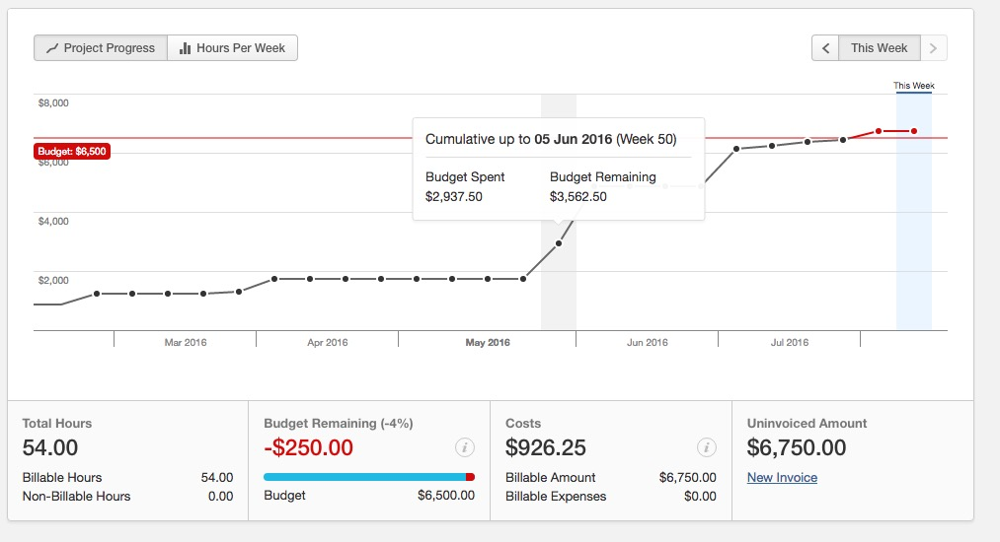 Project Progress
Hours Per Week
This Week
This Week
$8,000
Budget: $6,500
$6,000
$4,000
$2,000
Cumulative up to 05 Jun 2016 (Week 50)
Budget Spent
Budget Remaining
$2,937.50
$3,562.50
Mar 2016
Apr 2016
May 2016
Jun 2016
Jul 2016
Total Hours
54.00
Billable Hours
54.00
Non-Billable Hours
0.00
Budget Remaining (-4%)
-$250.00
i
Budget
$6,500.00
Costs
$926.25
i
Billable Amount
$6,750.00
Billable Expenses
$0.00
Uninvoiced Amount
$6,750.00
New Invoice